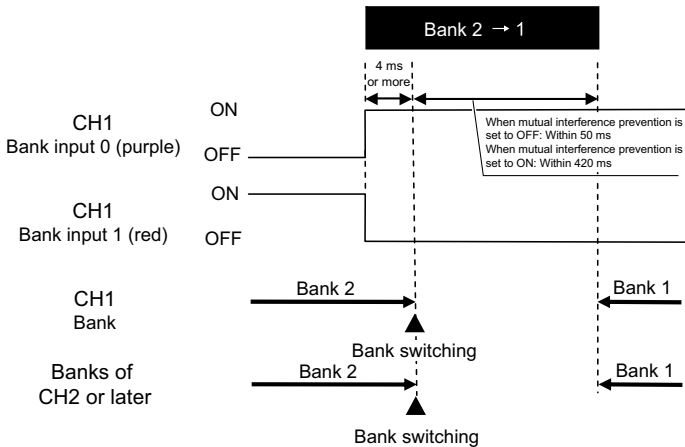 Bank 2 → 1
4 ms
or more
ON
CH1
Bank input 0 (purple)
OFF
When mutual interference prevention is
set to OFF: Within 50 ms
When mutual interference prevention is
set to ON: Within 420 ms
ON
CH1
Bank input 1 (red)
OFF
Bank 2
Bank 1
CH1
Bank
Bank switching
Bank 2
Bank 1
Banks of
CH2 or later
Bank switching